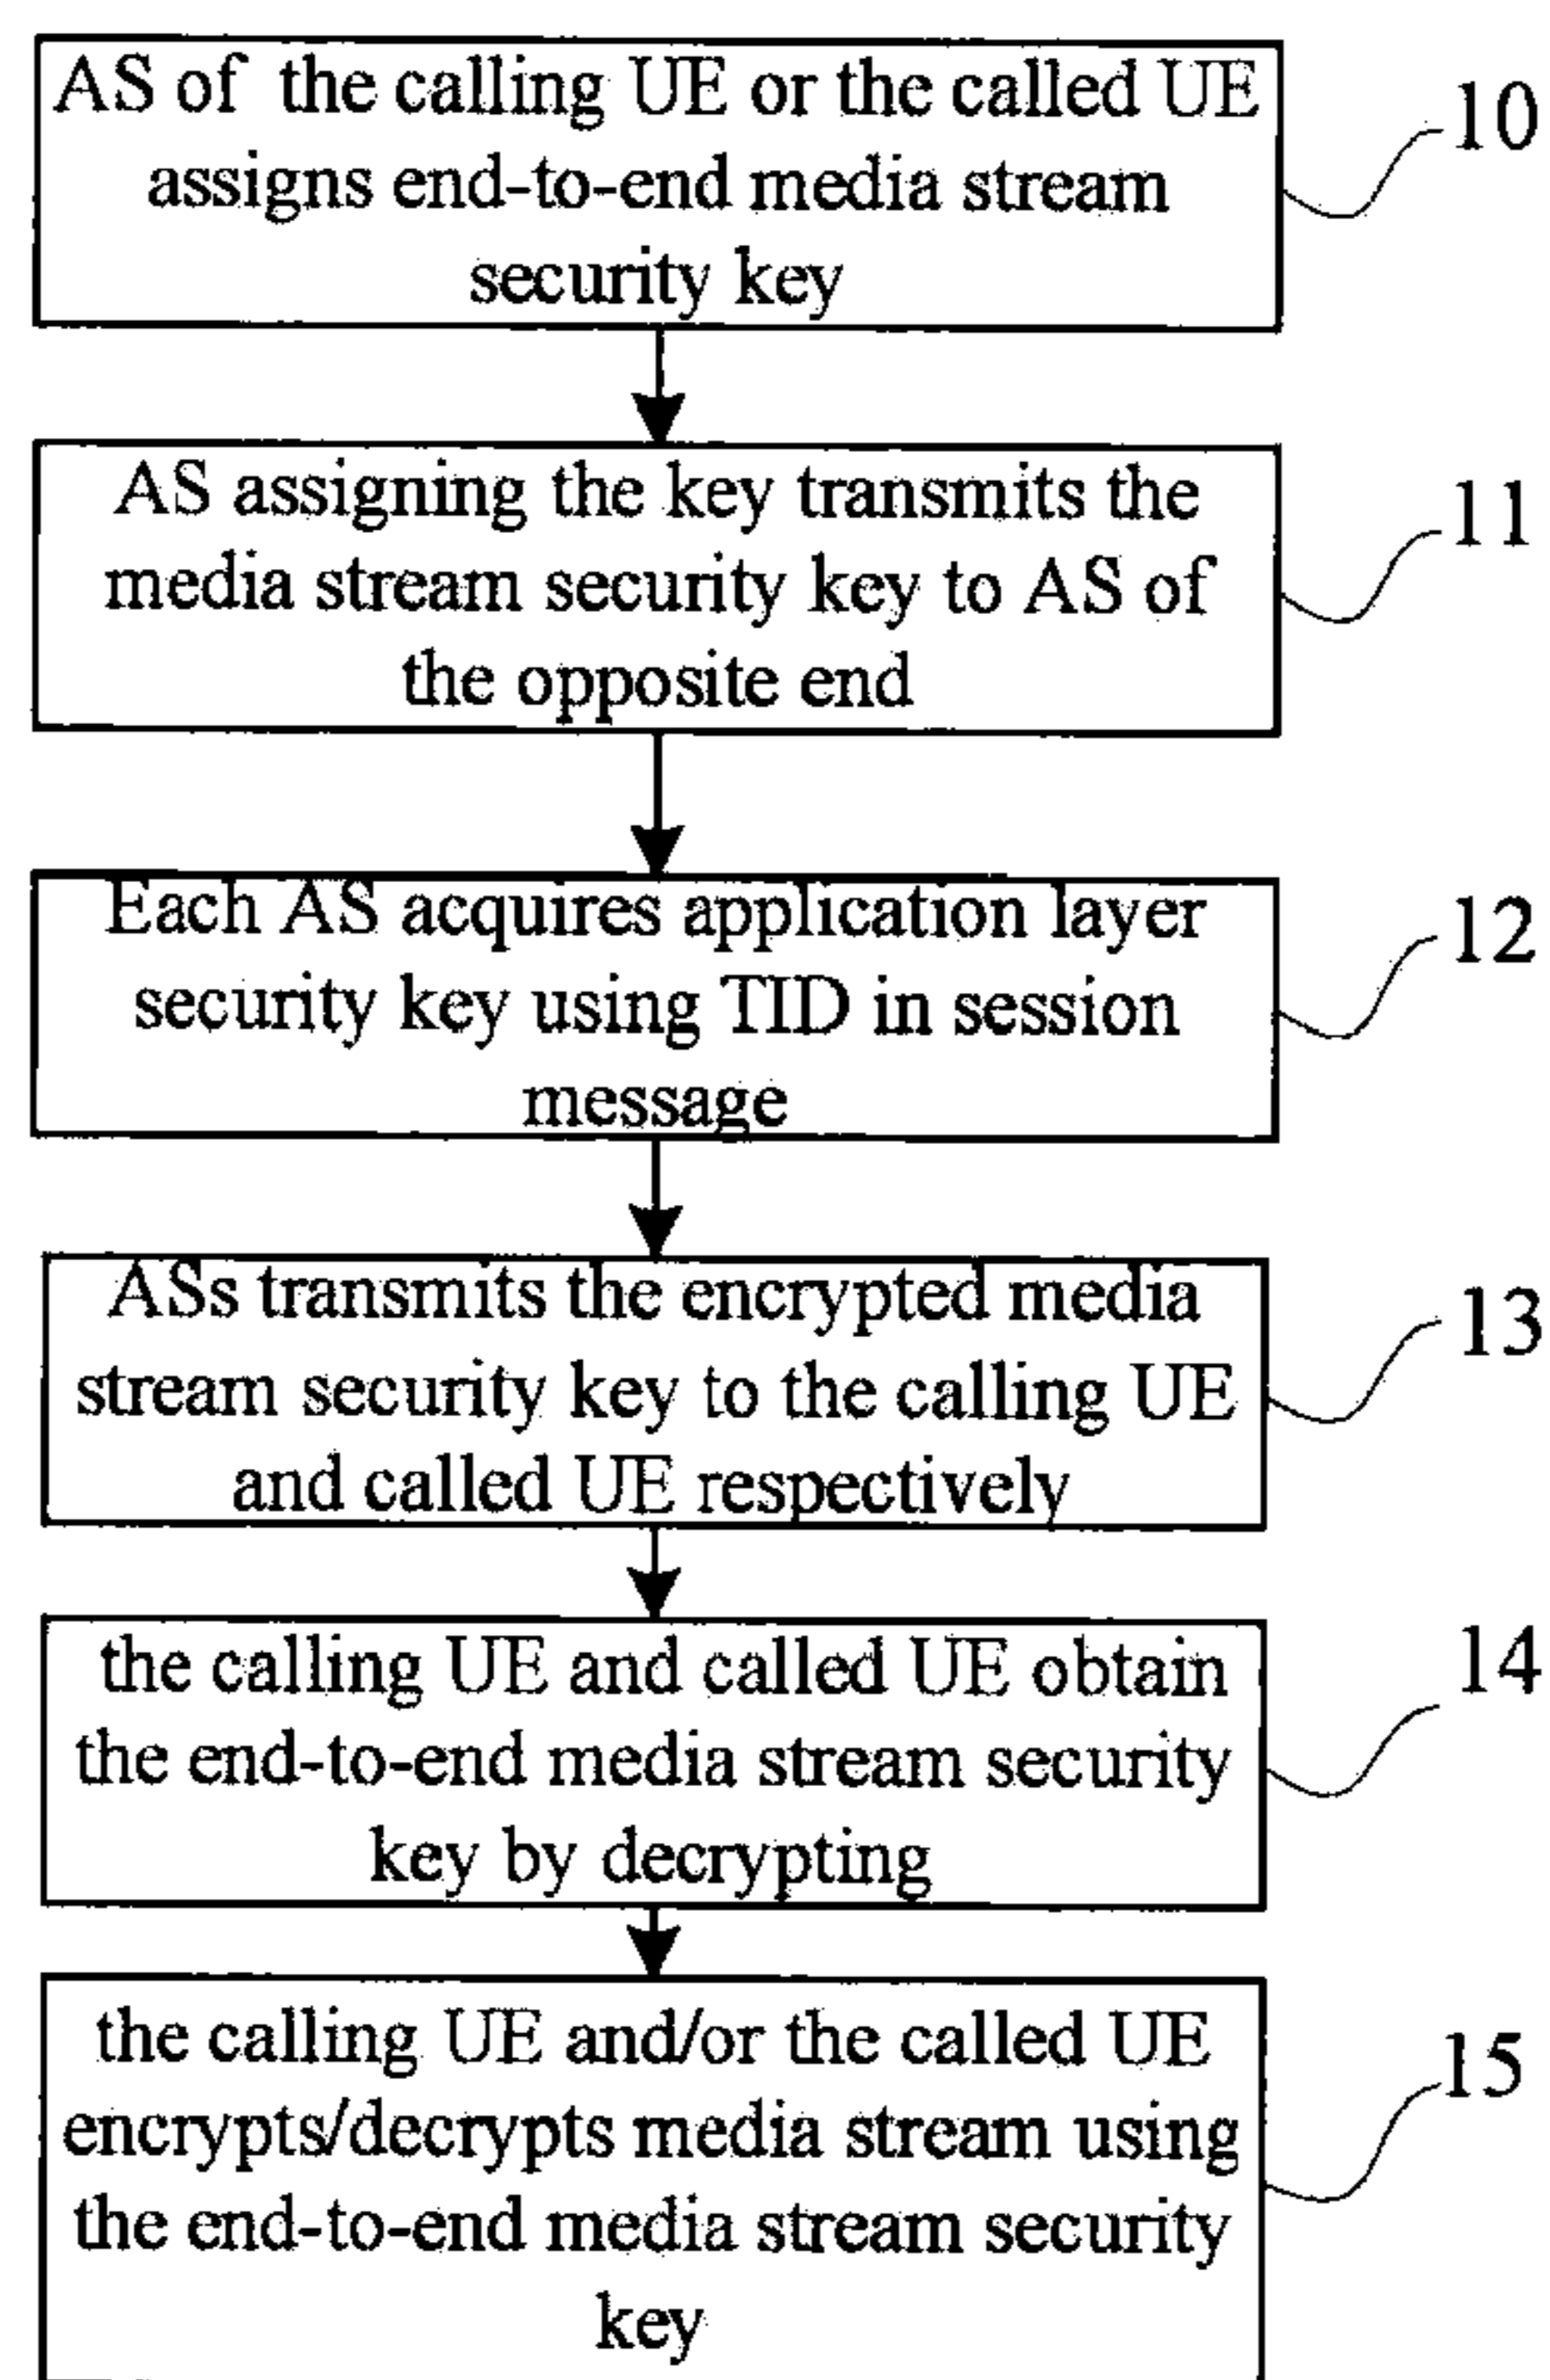 AS of the calling UE or the called UE
assigns end-to-end media stream
security key
10
AS assigning the key transmits the
media stream security key to AS of
the opposite end
11
Each AS acquires application layer
security key using TID in session
message
12
ASs transmits the encrypted media
stream security key to the calling UE
and called UE respectively
13
the calling UE and called UE obtain
the end-to-end media stream security
key by decrypting
14
the calling UE and/or the called UE
encrypts/decrypts media stream using
the end-to-end media stream security
key
15